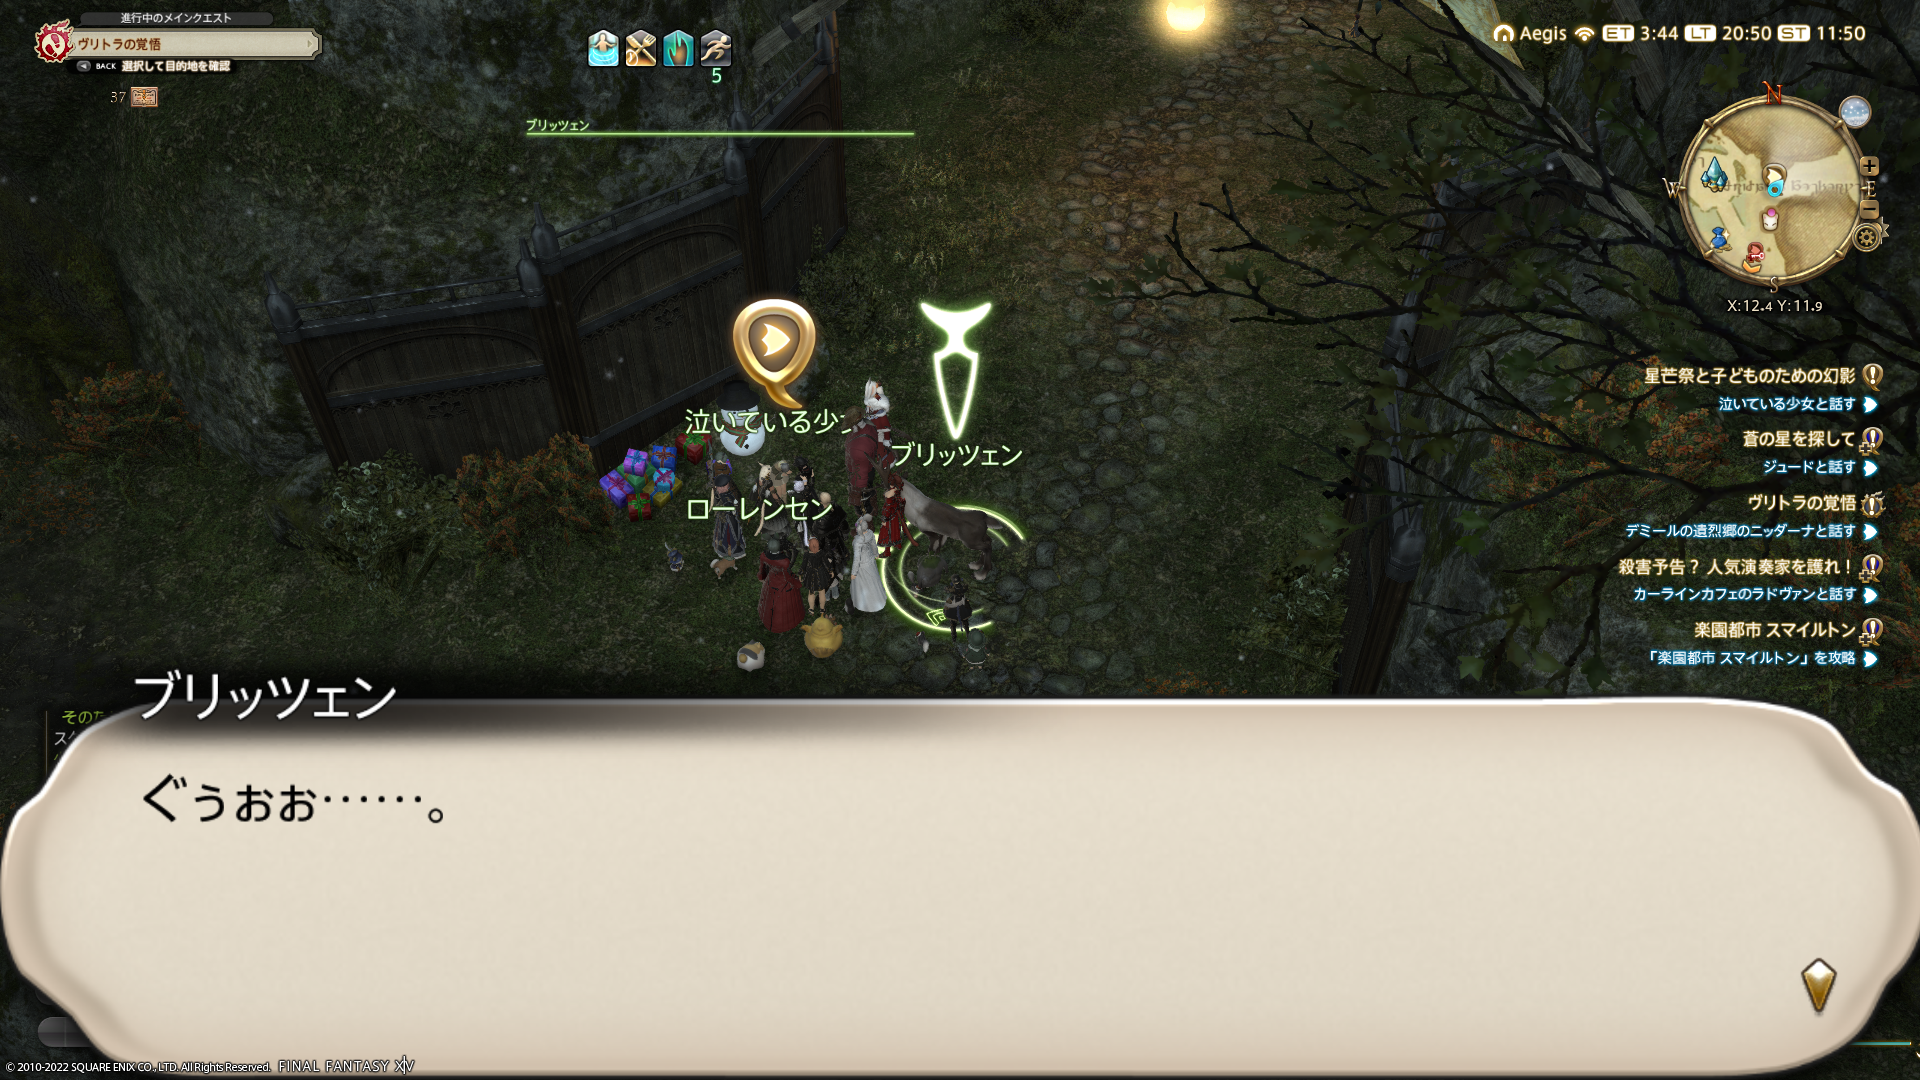 進行中のメインクエスト
ヴリトラの覚悟
BACK 選択して目的地を確認
37
5
ブリッツェン
Aegis ET 3:44 LT 20:50 ST 11:50
N
W
E
S
X:12.4 Y:11.9
星芒祭と子どものための幻影
泣いている少女と話す
蒼の星を探して
ジュードと話す
ヴリトラの覚悟
デミールの遺烈郷のニッダーナと話す
殺害予告？ 人気演奏家を護れ！
カーラインカフェのラドヴァンと話す
楽園都市 スマイルトン
「楽園都市 スマイルトン」を攻略
泣いている少
ブリッツェン
ローレンセン
ブリッツェン
ぐぅおお……。
© 2010-2022 SQUARE ENIX CO., LTD. All Rights Reserved. FINAL FANTASY XIV